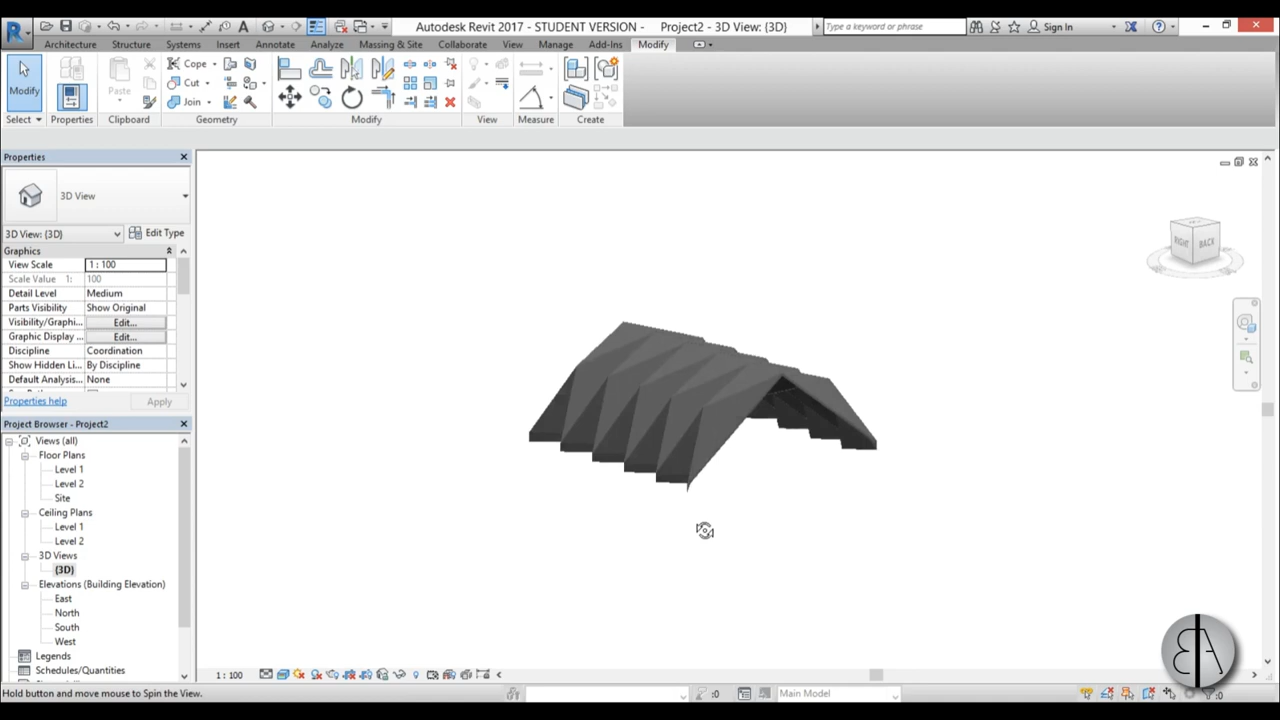 Autodesk Revit 2017 - STUDENT VERSION - Project2 - 3D View: {3D}
Type a keyword or phrase
Sign In
Architecture Structure Systems Insert Annotate Analyze Massing & Site Collaborate View Manage Add-Ins Modify
Modify
Paste
Cope
Cut
Join
Select Properties Clipboard Geometry Modify View Measure Create
Properties
3D View
3D View: {3D}
Edit Type
Graphics
View Scale 1 : 100
Scale Value 1: 100
Detail Level Medium
Parts Visibility Show Original
Visibility/Graphi... Edit...
Graphic Display ... Edit...
Discipline Coordination
Show Hidden Li... By Discipline
Default Analysis... None
Properties help
Apply
Project Browser - Project2
Views (all)
Floor Plans
Level 1
Level 2
Site
Ceiling Plans
Level 1
Level 2
3D Views
{3D}
Elevations (Building Elevation)
East
North
South
West
Legends
Schedules/Quantities
RIGHT BACK
1 : 100
Hold button and move mouse to Spin the View.
:0
Main Model
:0